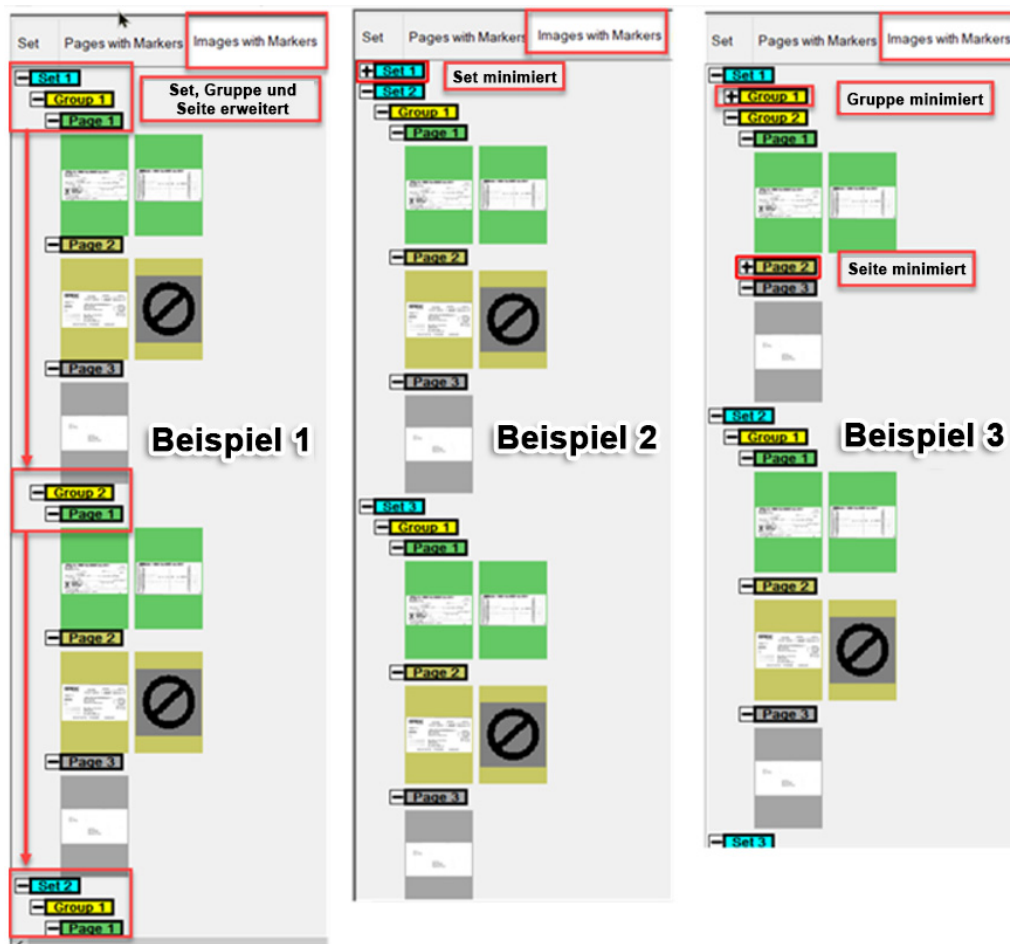 Set Pages with Markers Images with Markers
Set 1
Group 1
Page 1
Set, Gruppe und
Seite erweitert
Page 2
Page 3
Beispiel 1
Group 2
Page 1
Page 2
Page 3
Set 2
Group 1
Page 1
Set Pages with Markers Images with Markers
Set 1
Set minimiert
Set 2
Group 1
Page 1
Page 2
Page 3
Beispiel 2
Set 3
Group 1
Page 1
Page 2
Page 3
Set Pages with Markers Images with Markers
Set 1
Group 1
Gruppe minimiert
Group 2
Page 1
Page 2
Seite minimiert
Page 3
Set 2
Group 1
Beispiel 3
Page 1
Page 2
Page 3
Set 3